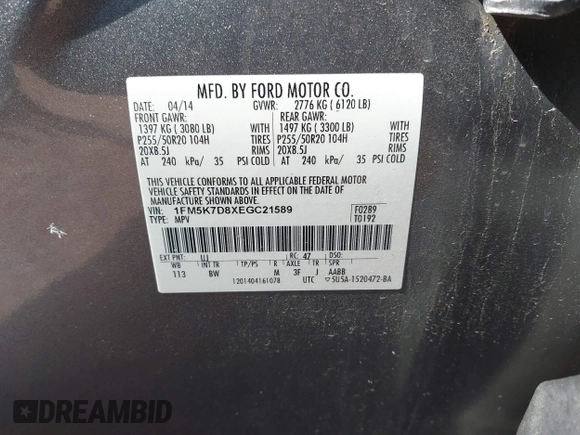 MFD. BY FORD MOTOR CO.
DATE: 04/14 GVWR: 2776 KG ( 6120 LB)
FRONT GAWR: REAR GAWR:
1397 KG ( 3080 LB) WITH 1497 KG ( 3300 LB) WITH
P255/50R20 104H TIRES P255/50R20 104H TIRES
20X8.5J RIMS 20X8.5J RIMS
AT 240 kPa/ 35 PSI COLD AT 240 kPa/ 35 PSI COLD
THIS VEHICLE CONFORMS TO ALL APPLICABLE FEDERAL MOTOR
VEHICLE SAFETY STANDARDS IN EFFECT ON THE DATE OF
MANUFACTURE SHOWN ABOVE.
VIN: 1FM5K7D8XEGC21589 F0289
TYPE: MPV T0192
EXT PNT: UJ RC: 47 DSO:
WB INT TR TP/PS R AXLE TR SPR
113 BW M 3F J AABB
1201404161078 UTC ▽5U5A-1520472-BA
DREAMBID